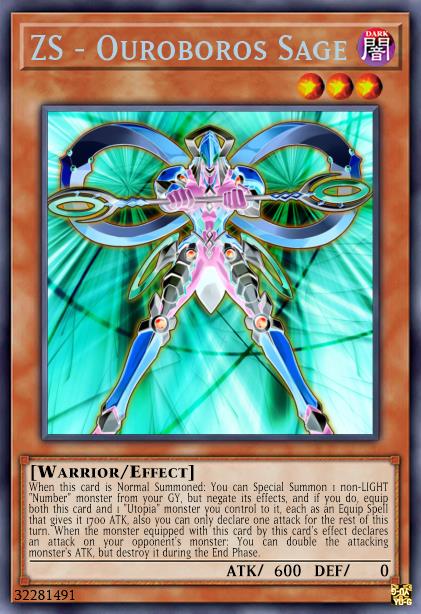 ZS - Ouroboros Sage
DARK
闇
[Warrior/Effect]
When this card is Normal Summoned: You can Special Summon 1 non-LIGHT
"Number" monster from your GY, but negate its effects, and if you do, equip
both this card and 1 "Utopia" monster you control to it, each as an Equip Spell
that gives it 1700 ATK, also you can only declare one attack for the rest of this
turn. When the monster equipped with this card by this card's effect declares
an attack on your opponent's monster: You can double the attacking
monster's ATK, but destroy it during the End Phase.
ATK/ 600 DEF/ 0
32281491